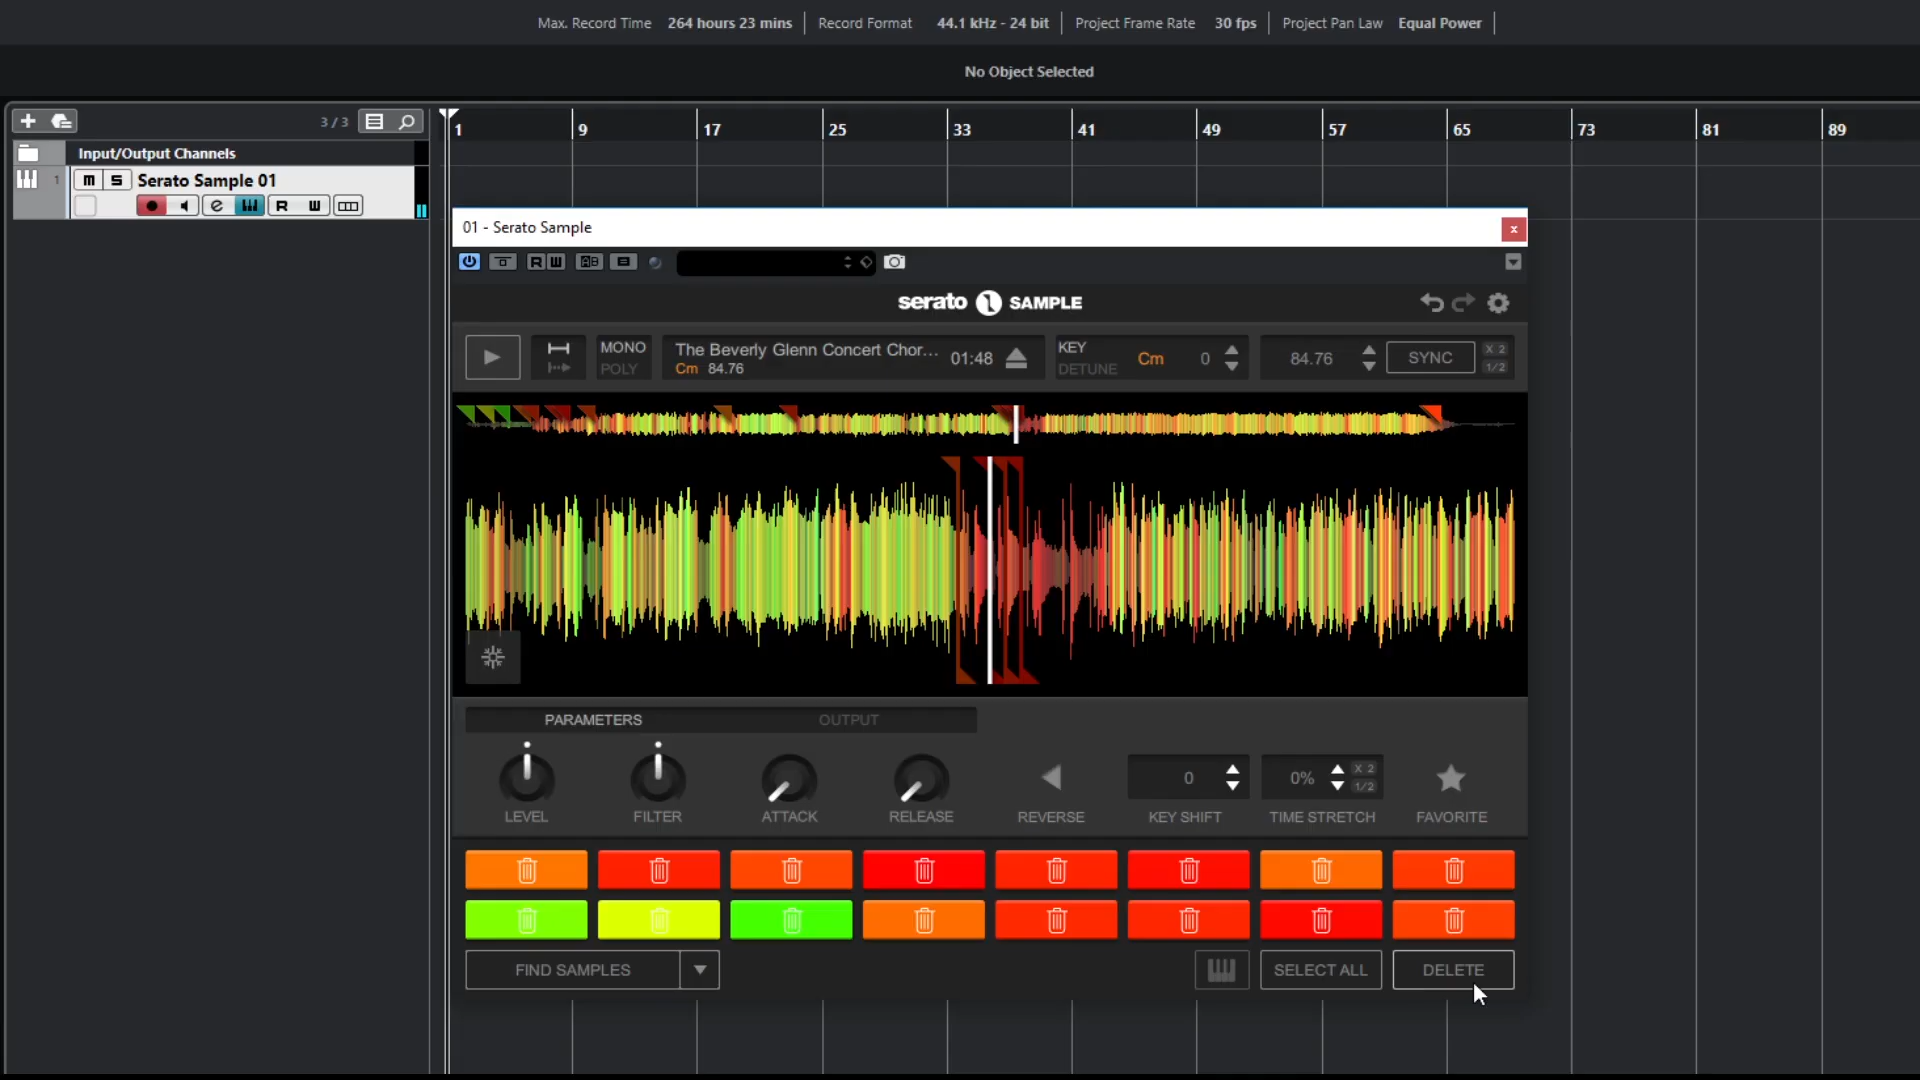 Max. Record Time 264 hours 23 mins Record Format 44.1 kHz - 24 bit Project Frame Rate 30 fps Project Pan Law Equal Power
No Object Selected
3 / 3
1 9 17 25 33 41 49 57 65 73 81 89
Input/Output Channels
1 m S Serato Sample 01
e R W
01 - Serato Sample
x
R W AB
serato SAMPLE
MONO
POLY
The Beverly Glenn Concert Chor...
Cm 84.76
01:48
KEY
DETUNE
Cm 0
84.76
SYNC
X 2
1/2
PARAMETERS OUTPUT
0 0% X 2
1/2
LEVEL FILTER ATTACK RELEASE REVERSE KEY SHIFT TIME STRETCH FAVORITE
FIND SAMPLES SELECT ALL DELETE